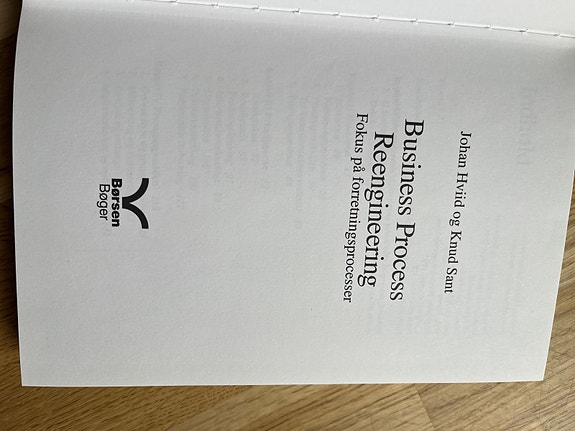 Johan Hviid og Knud Sant
Business Process
Reengineering
Fokus på forretningsprocesser
Børsen
Bøger